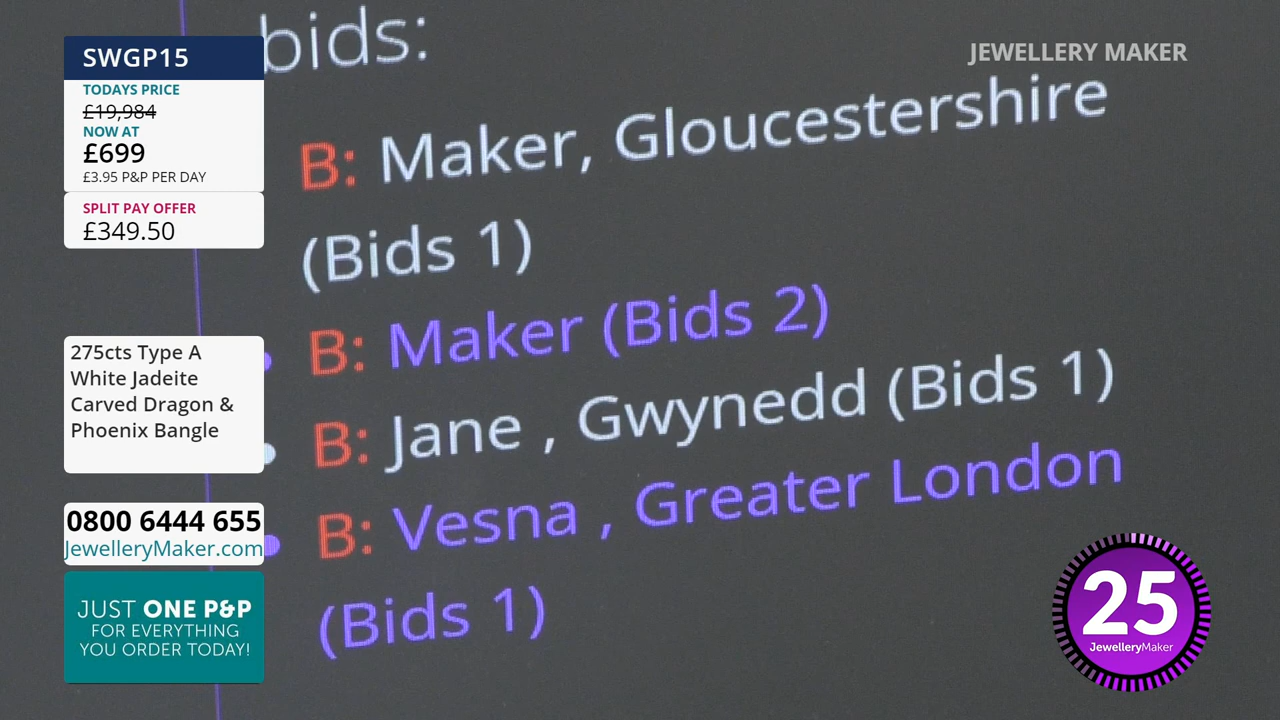 SWGP15
TODAYS PRICE
£19,984
NOW AT
£699
£3.95 P&P PER DAY
SPLIT PAY OFFER
£349.50
275cts Type A
White Jadeite
Carved Dragon &
Phoenix Bangle
0800 6444 655
JewelleryMaker.com
JUST ONE P&P
FOR EVERYTHING
YOU ORDER TODAY!
bids:
B: Maker, Gloucestershire
(Bids 1)
B: Maker (Bids 2)
B: Jane , Gwynedd (Bids 1)
B: Vesna , Greater London
(Bids 1)
JEWELLERY MAKER
25
JewelleryMaker